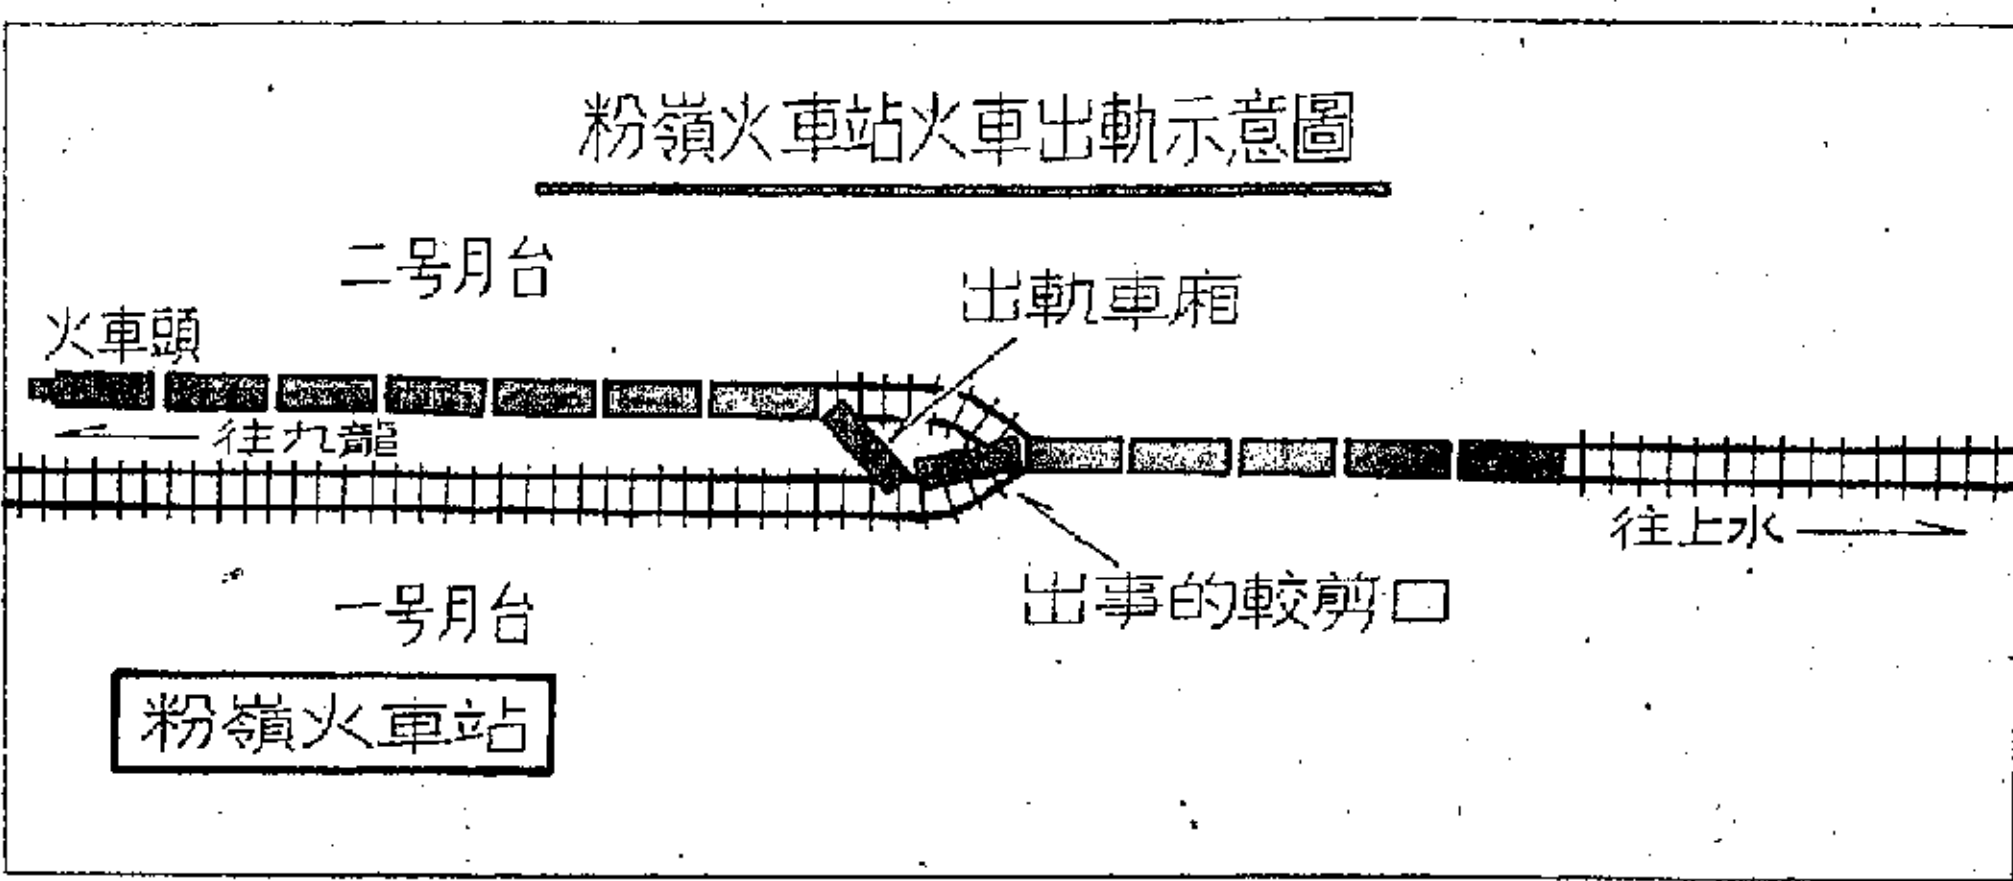 粉嶺火車站火車出軌示意圖
二号月台
出軌車廂
火車頭
往九龍
往上水
出事的較剪口
一号月台
粉嶺火車站